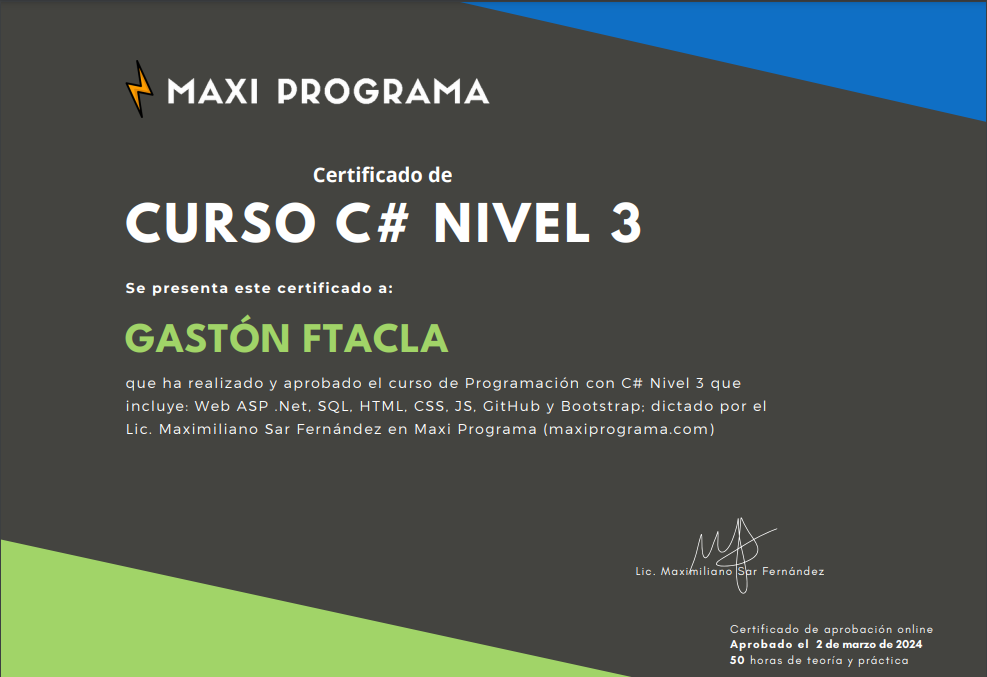 MAXI PROGRAMA
Certificado de
CURSO C# NIVEL 3
Se presenta este certificado a:
GASTÓN FTACLA
que ha realizado y aprobado el curso de Programación con C# Nivel 3 que
incluye: Web ASP .Net, SQL, HTML, CSS, JS, GitHub y Bootstrap; dictado por el
Lic. Maximiliano Sar Fernández en Maxi Programa (maxiprograma.com)
Lic. Maximiliano Sar Fernández
Certificado de aprobación online
Aprobado el 2 de marzo de 2024
50 horas de teoría y práctica